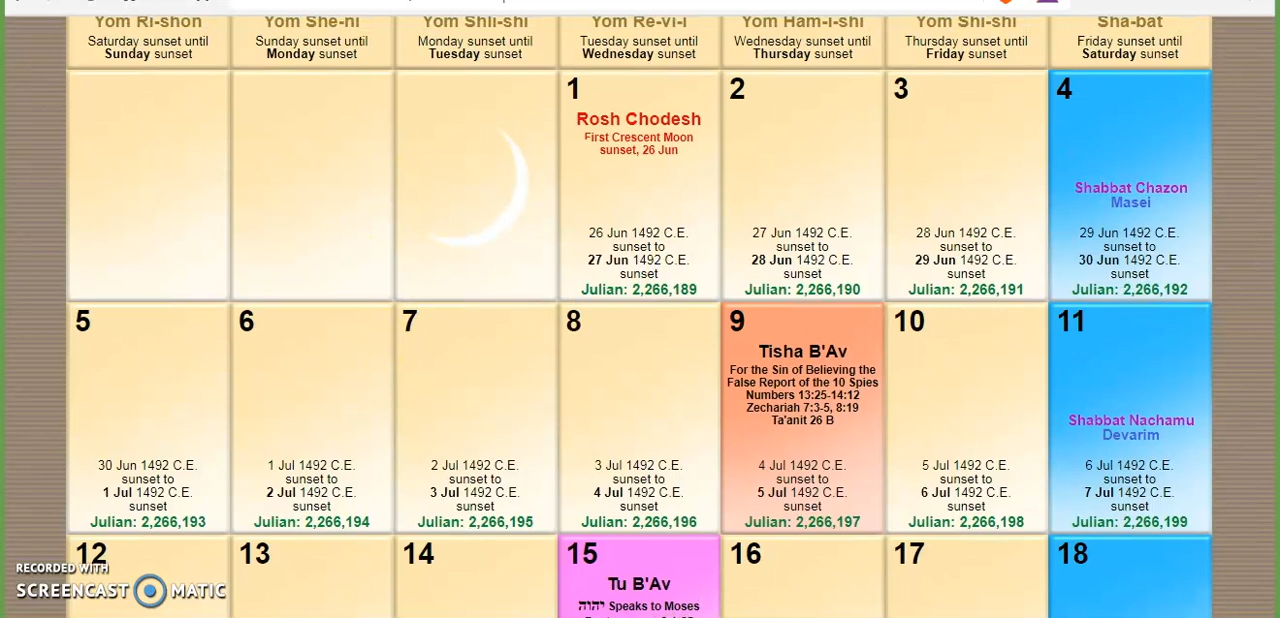 Yom Ri-shon
Saturday sunset until
Sunday sunset
Yom She-ni
Sunday sunset until
Monday sunset
Yom Shli-shi
Monday sunset until
Tuesday sunset
Yom Re-vi-i
Tuesday sunset until
Wednesday sunset
Yom Ham-i-shi
Wednesday sunset until
Thursday sunset
Yom Shi-shi
Thursday sunset until
Friday sunset
Sha-bat
Friday sunset until
Saturday sunset
1
Rosh Chodesh
First Crescent Moon
sunset, 26 Jun
26 Jun 1492 C.E.
sunset to
27 Jun 1492 C.E.
sunset
Julian: 2,266,189
2
27 Jun 1492 C.E.
sunset to
28 Jun 1492 C.E.
sunset
Julian: 2,266,190
3
28 Jun 1492 C.E.
sunset to
29 Jun 1492 C.E.
sunset
Julian: 2,266,191
4
Shabbat Chazon
Masei
29 Jun 1492 C.E.
sunset to
30 Jun 1492 C.E.
sunset
Julian: 2,266,192
5
30 Jun 1492 C.E.
sunset to
1 Jul 1492 C.E.
sunset
Julian: 2,266,193
6
1 Jul 1492 C.E.
sunset to
2 Jul 1492 C.E.
sunset
Julian: 2,266,194
7
2 Jul 1492 C.E.
sunset to
3 Jul 1492 C.E.
sunset
Julian: 2,266,195
8
3 Jul 1492 C.E.
sunset to
4 Jul 1492 C.E.
sunset
Julian: 2,266,196
9
Tisha B'Av
For the Sin of Believing the
False Report of the 10 Spies
Numbers 13:25-14:12
Zechariah 7:3-5, 8:19
Ta'anit 26 B
4 Jul 1492 C.E.
sunset to
5 Jul 1492 C.E.
sunset
Julian: 2,266,197
10
5 Jul 1492 C.E.
sunset to
6 Jul 1492 C.E.
sunset
Julian: 2,266,198
11
Shabbat Nachamu
Devarim
6 Jul 1492 C.E.
sunset to
7 Jul 1492 C.E.
sunset
Julian: 2,266,199
12
13
14
15
Tu B'Av
יהוה Speaks to Moses
16
17
18
RECORDED WITH
SCREENCAST MATIC